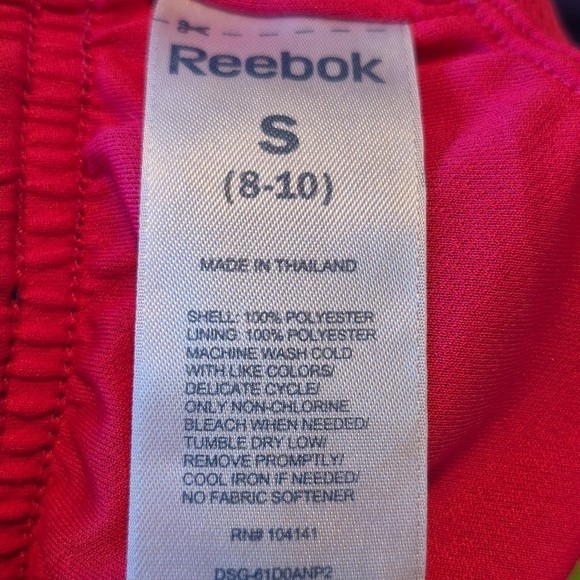 Reebok
S
(8-10)
MADE IN THAILAND
SHELL: 100% POLYESTER
LINING: 100% POLYESTER
MACHINE WASH COLD
WITH LIKE COLORS/
DELICATE CYCLE/
ONLY NON-CHLORINE
BLEACH WHEN NEEDED/
TUMBLE DRY LOW/
REMOVE PROMPTLY/
COOL IRON IF NEEDED/
NO FABRIC SOFTENER
RN# 104141
DSG-61D0ANP2